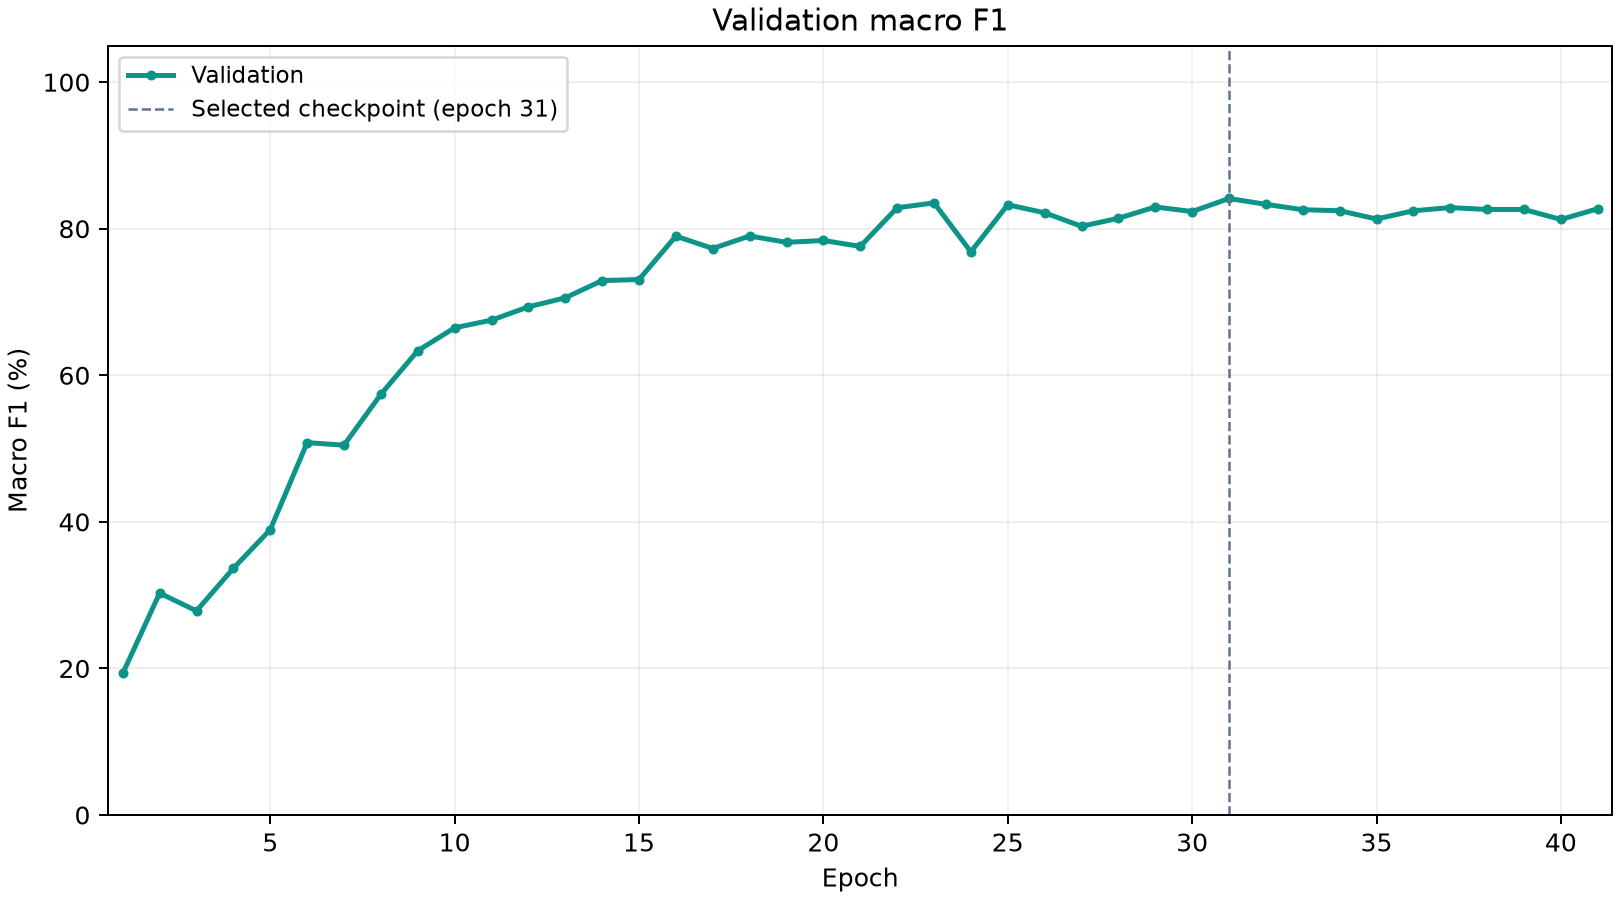 Validation macro F1
Validation
Selected checkpoint (epoch 31)
Macro F1 (%)
100
80
60
40
20
0
5 10 15 20 25 30 35 40
Epoch